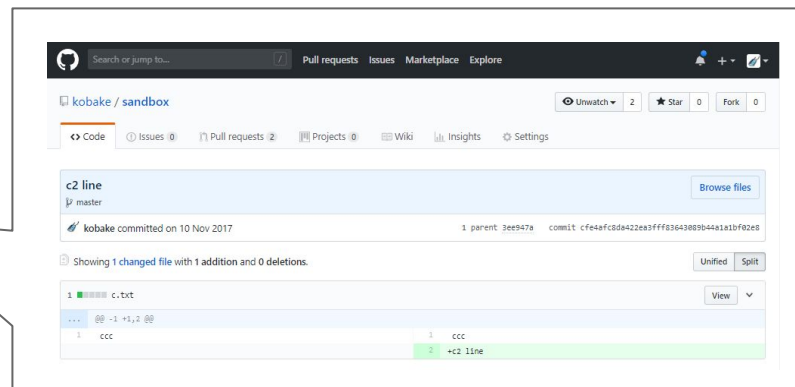 Search or jump to... / Pull requests Issues Marketplace Explore
kobake / sandbox Unwatch 2 Star 0 Fork 0
Code Issues 0 Pull requests 2 Projects 0 Wiki Insights Settings
c2 line Browse files
master
kobake committed on 10 Nov 2017 1 parent 3ee947a commit cfe4afc8da422ea3fff83643089b44a1a1bf02e8
Showing 1 changed file with 1 addition and 0 deletions. Unified Split
1 c.txt View
... @@ -1 +1,2 @@
1 ccc 1 ccc
2 +c2 line